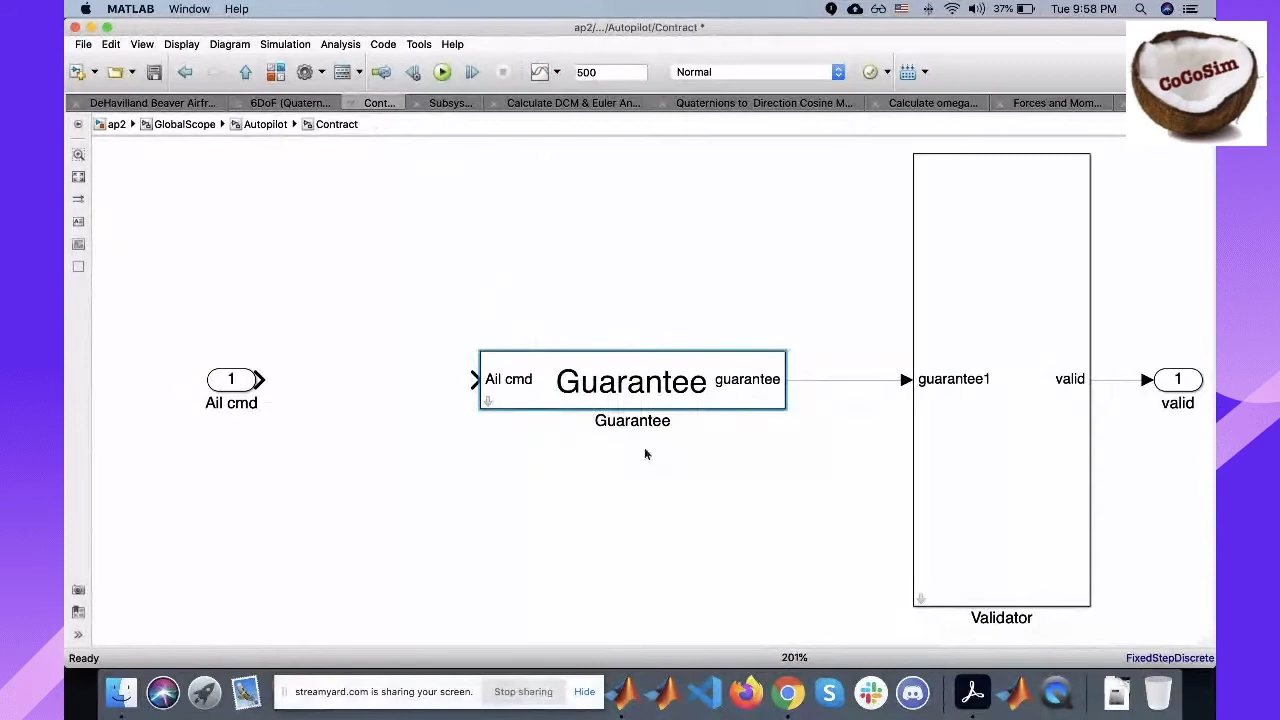 MATLAB Window Help 37% Tue 9:58 PM
ap2/.../Autopilot/Contract *
File Edit View Display Diagram Simulation Analysis Code Tools Help
500 Normal
CoCoSim
DeHavilland Beaver Airfr... 6DoF (Quatern... Cont... Subsys... Calculate DCM & Euler An... Quaternions to Direction Cosine M... Calculate omega... Forces and Mom...
ap2 GlobalScope Autopilot Contract
1
Ail cmd
Ail cmd Guarantee guarantee
Guarantee
guarantee1 valid
Validator
1
valid
Ready 201% FixedStepDiscrete
streamyard.com is sharing your screen. Stop sharing Hide